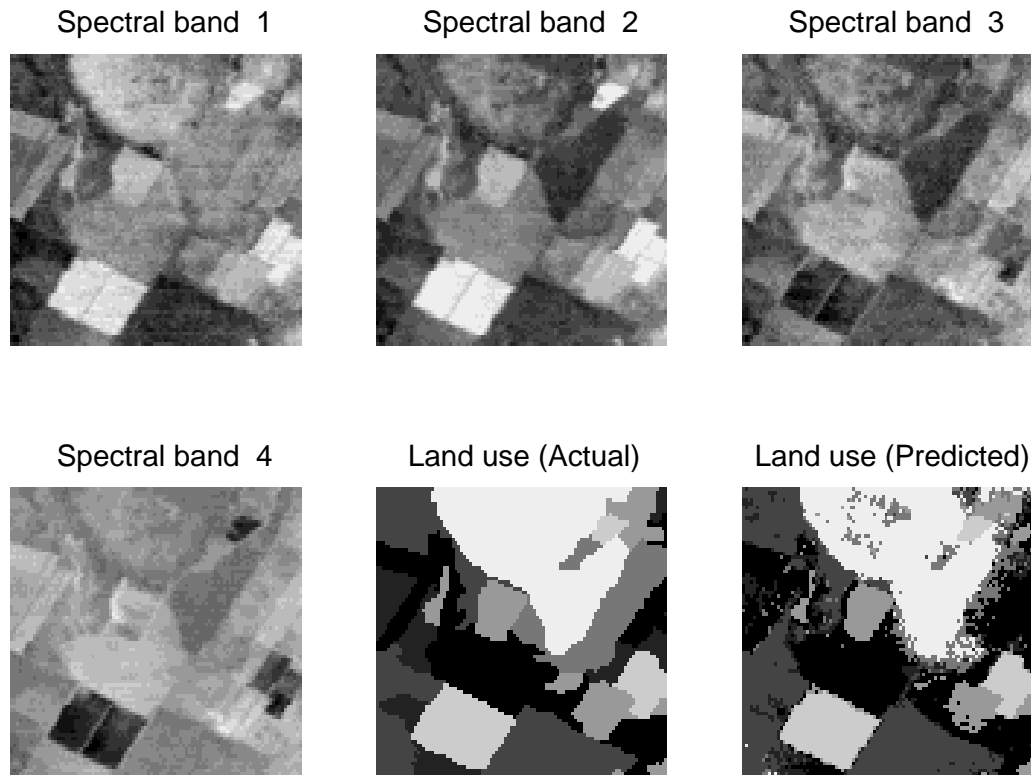 Spectral band 1
Spectral band 2
Spectral band 3
Spectral band 4
Land use (Actual)
Land use (Predicted)